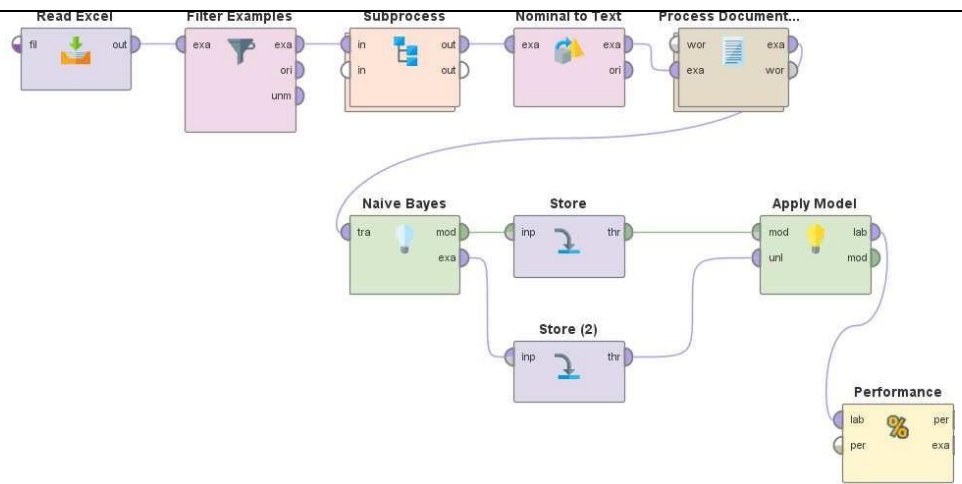 Read Excel Filter Examples Subprocess Nominal to Text Process Document...
fil out exa exa in out exa exa wor exa
ori in out ori exa wor
unm
Naive Bayes Store Apply Model
tra mod inp thr mod lab
exa unl mod
Store (2)
inp thr
Performance
% 
lab per
per exa